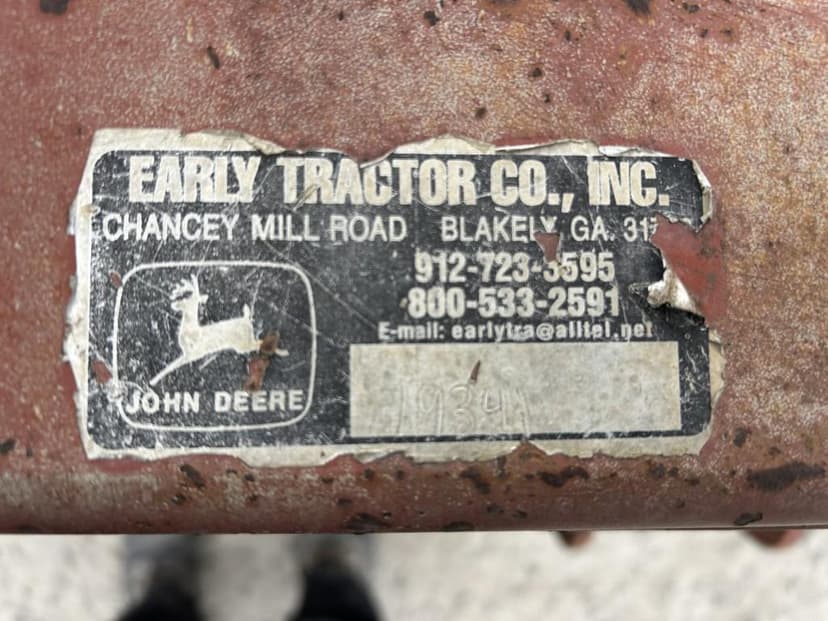 EARLY TRACTOR CO., INC.
CHANCEY MILL ROAD BLAKELY, GA.
912-723-3595
800-533-2591
E-mail: earlytra@alltel.net
JOHN DEERE